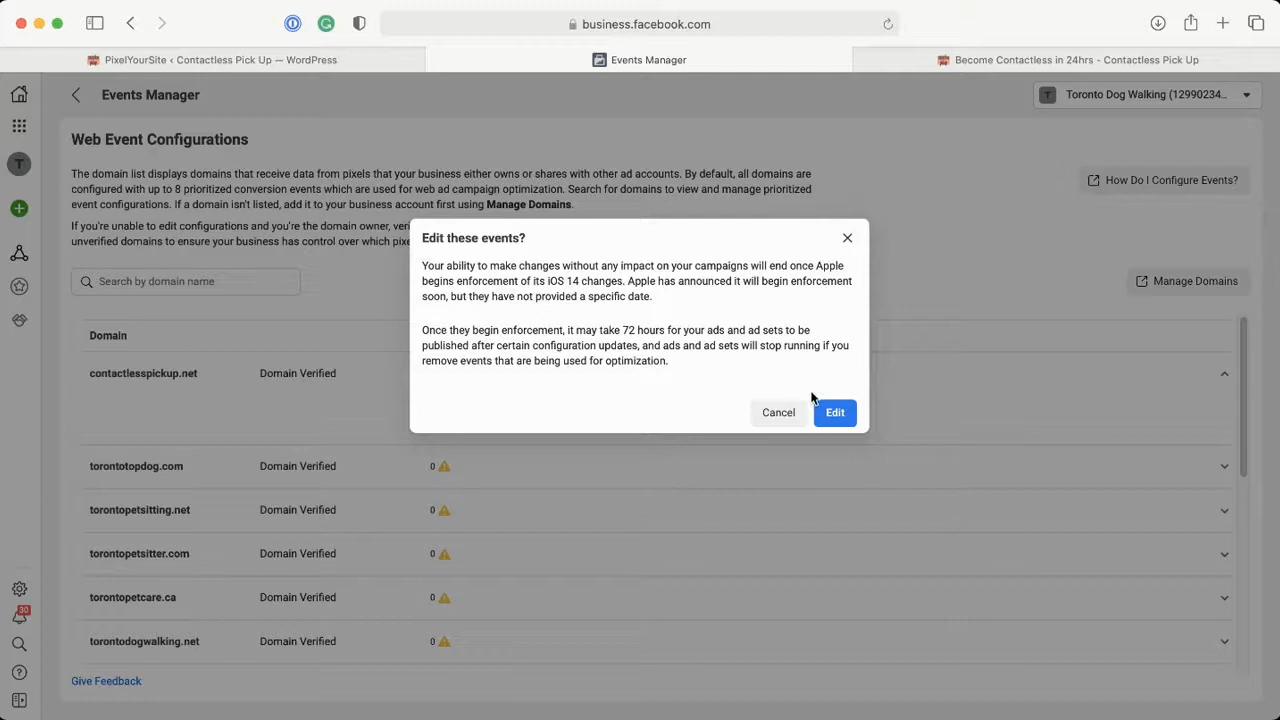 business.facebook.com
PixelYourSite ‹ Contactless Pick Up — WordPress
Events Manager
Become Contactless in 24hrs - Contactless Pick Up
Events Manager
T
Toronto Dog Walking (12990234...
Web Event Configurations
The domain list displays domains that receive data from pixels that your business either owns or shares with other ad accounts. By default, all domains are
configured with up to 8 prioritized conversion events which are used for web ad campaign optimization. Search for domains to view and manage prioritized
event configurations. If a domain isn't listed, add it to your business account first using Manage Domains.
How Do I Configure Events?
T
If you're unable to edit configurations and you're the domain owner,
unverified domains to ensure your business has control over which
Search by domain name
Manage Domains
Edit these events?
Your ability to make changes without any impact on your campaigns will end once Apple
begins enforcement of its iOS 14 changes. Apple has announced it will begin enforcement
soon, but they have not provided a specific date.
Once they begin enforcement, it may take 72 hours for your ads and ad sets to be
published after certain configuration updates, and ads and ad sets will stop running if you
remove events that are being used for optimization.
Cancel
Edit
Domain
contactlesspickup.net Domain Verified
torontotopdog.com Domain Verified 0
torontopetsitting.net Domain Verified 0
torontopetsitter.com Domain Verified 0
torontopetcare.ca Domain Verified 0
torontodogwalking.net Domain Verified 0
30
Give Feedback